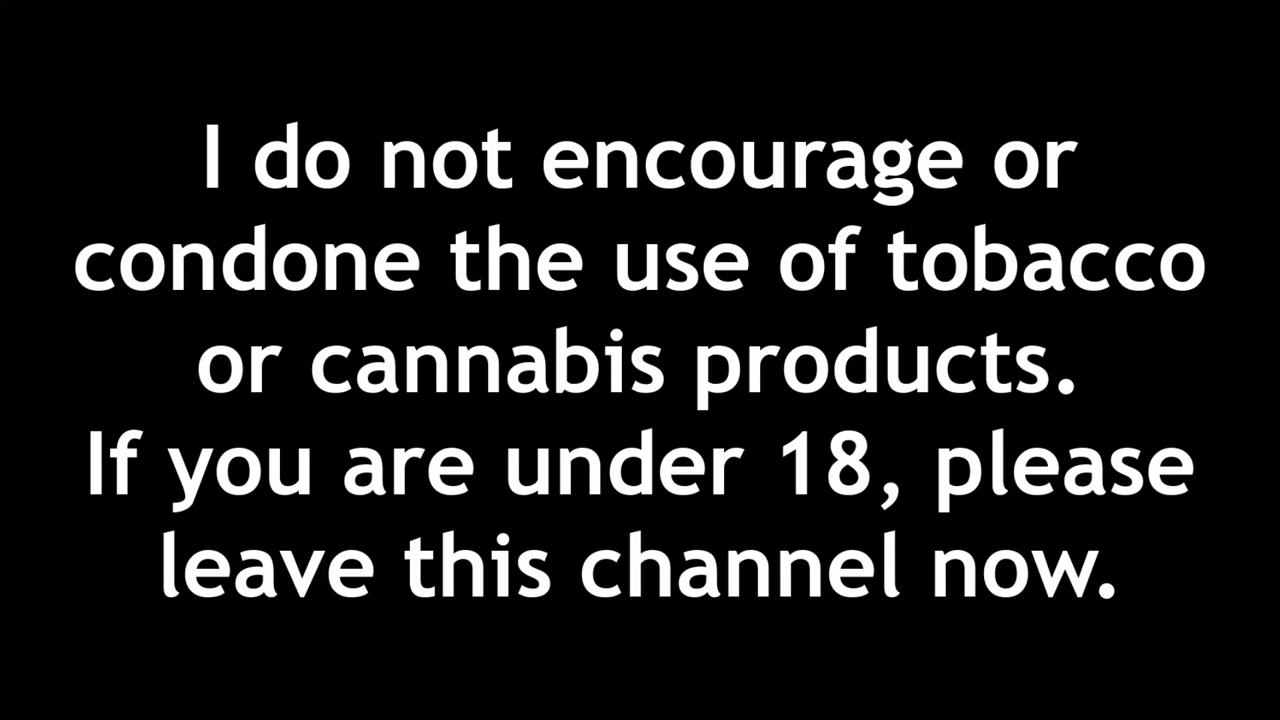 I do not encourage or
condone the use of tobacco
or cannabis products.
If you are under 18, please
leave this channel now.